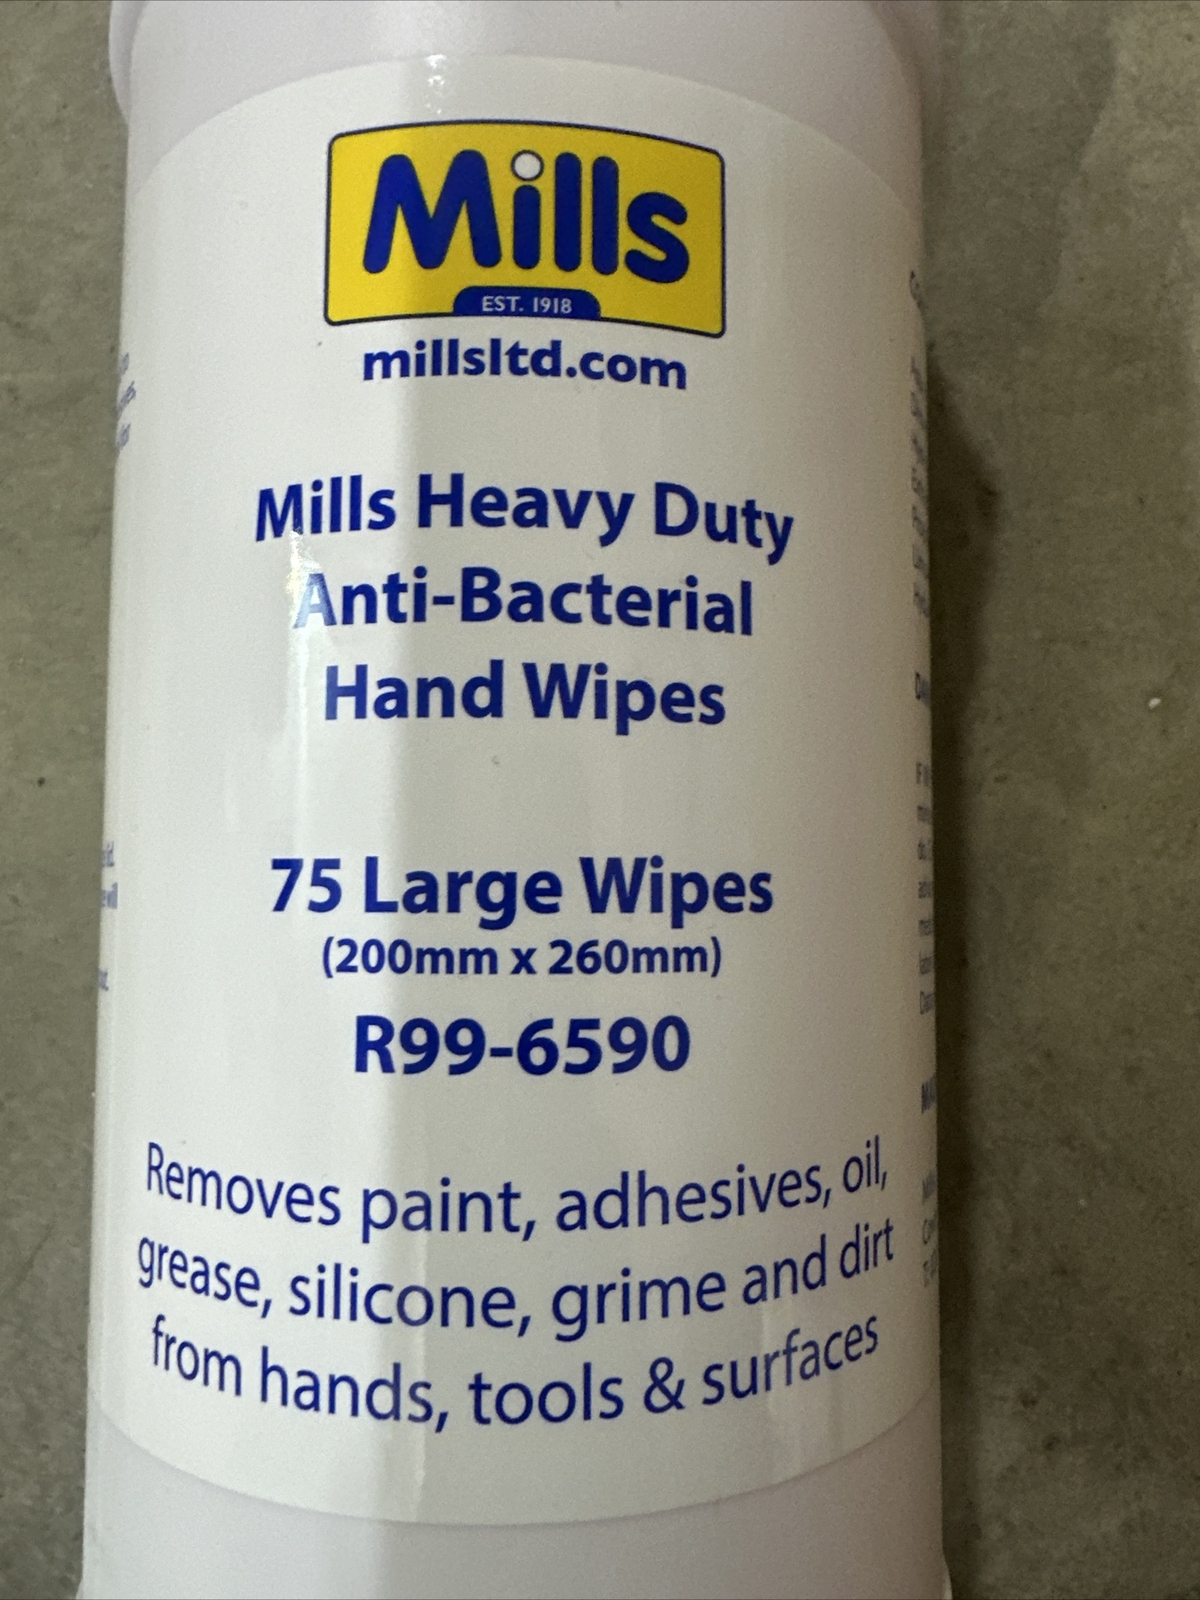 Mills
EST. 1918
millsltd.com
Mills Heavy Duty
Anti-Bacterial
Hand Wipes
75 Large Wipes
(200mm x 260mm)
R99-6590
Removes paint, adhesives, oil,
grease, silicone, grime and dirt
from hands, tools & surfaces